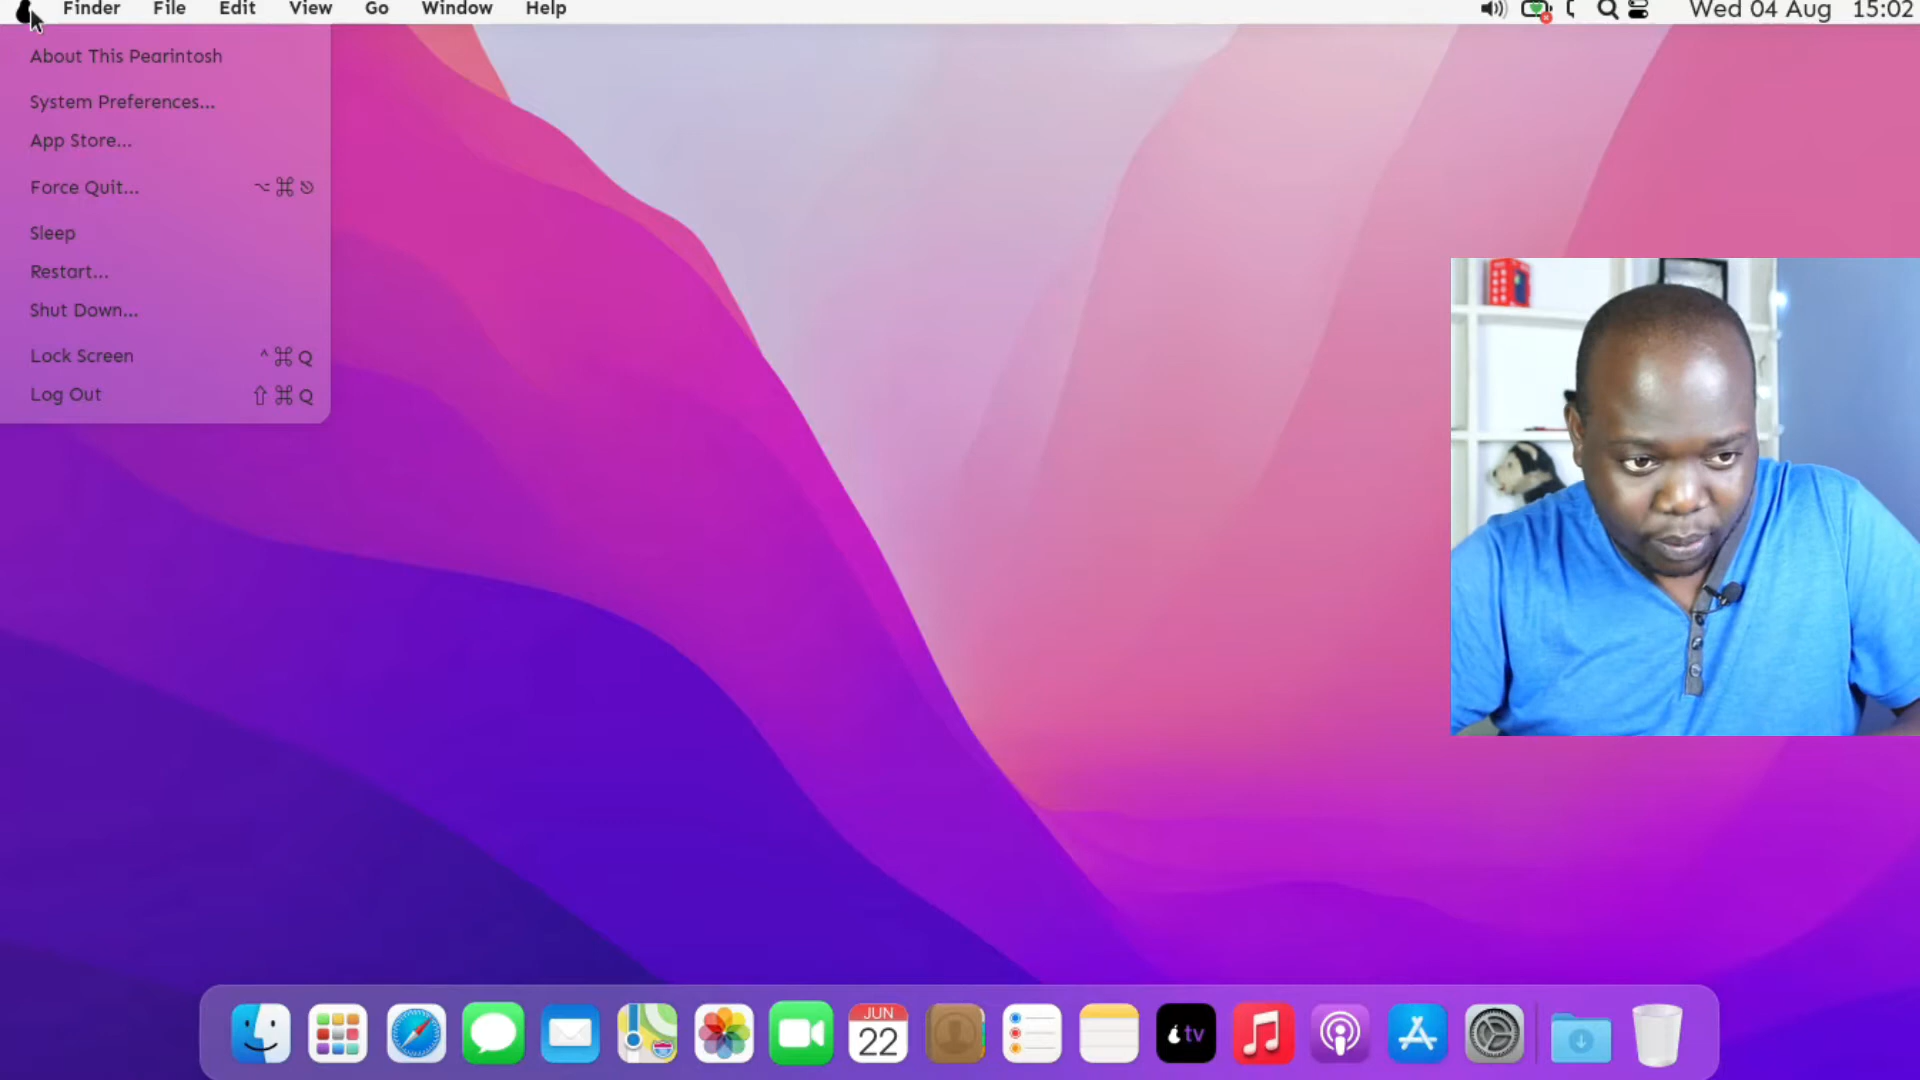 Finder File Edit View Go Window Help Wed 04 Aug 15:02
About This Pearintosh
System Preferences...
App Store...
Force Quit... ⌥ ⌘ ⎋
Sleep
Restart...
Shut Down...
Lock Screen ^ ⌘ Q
Log Out ⇧ ⌘ Q
JUN
22
tv